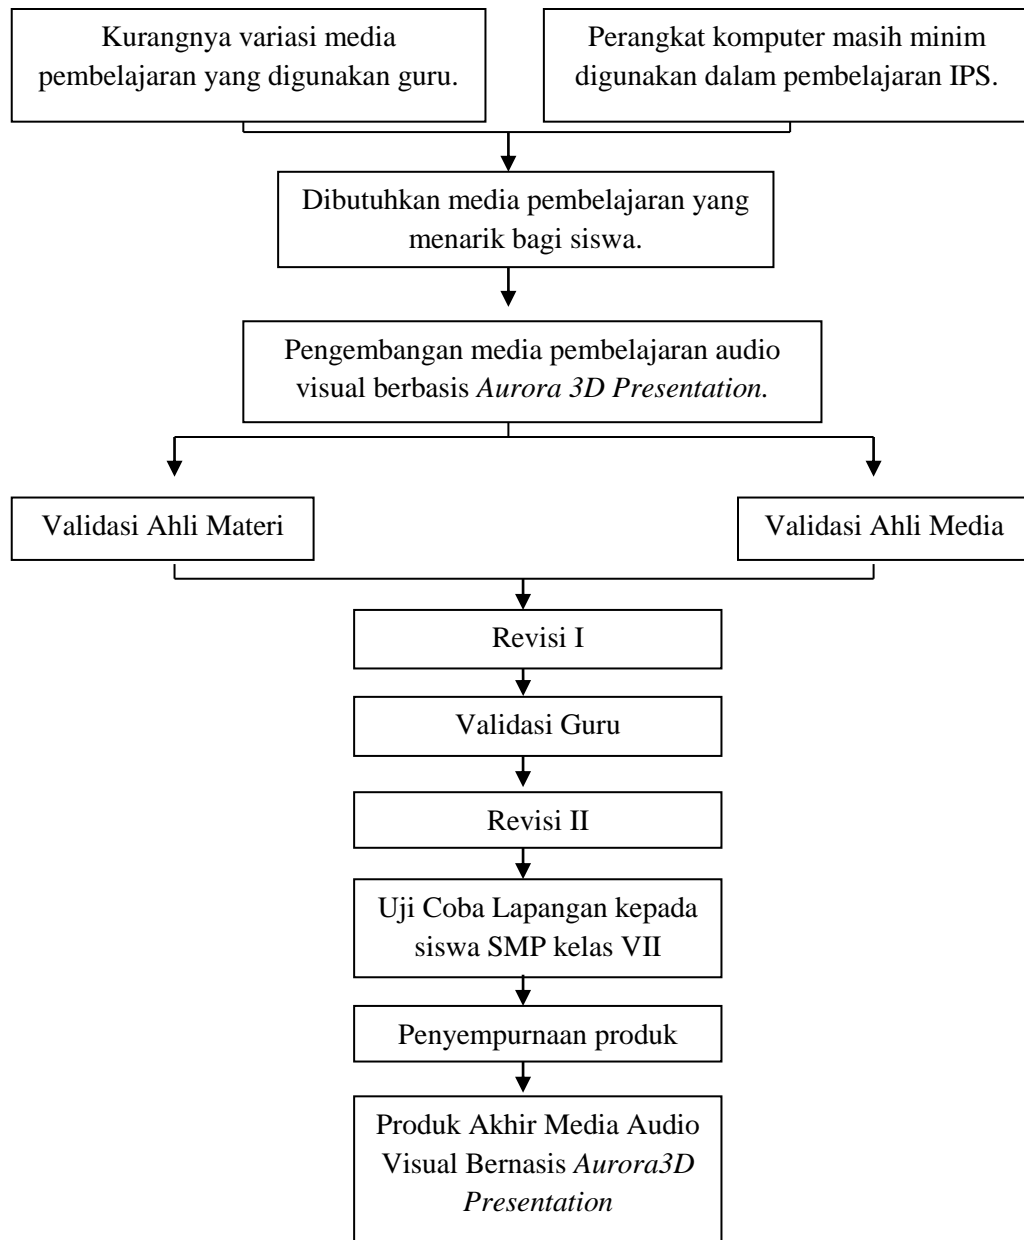 Kurangnya variasi media
pembelajaran yang digunakan guru.
Perangkat komputer masih minim
digunakan dalam pembelajaran IPS.
Dibutuhkan media pembelajaran yang
menarik bagi siswa.
Pengembangan media pembelajaran audio
visual berbasis Aurora 3D Presentation.
Validasi Ahli Materi
Validasi Ahli Media
Revisi I
Validasi Guru
Revisi II
Uji Coba Lapangan kepada
siswa SMP kelas VII
Penyempurnaan produk
Produk Akhir Media Audio
Visual Bernasis Aurora3D
Presentation